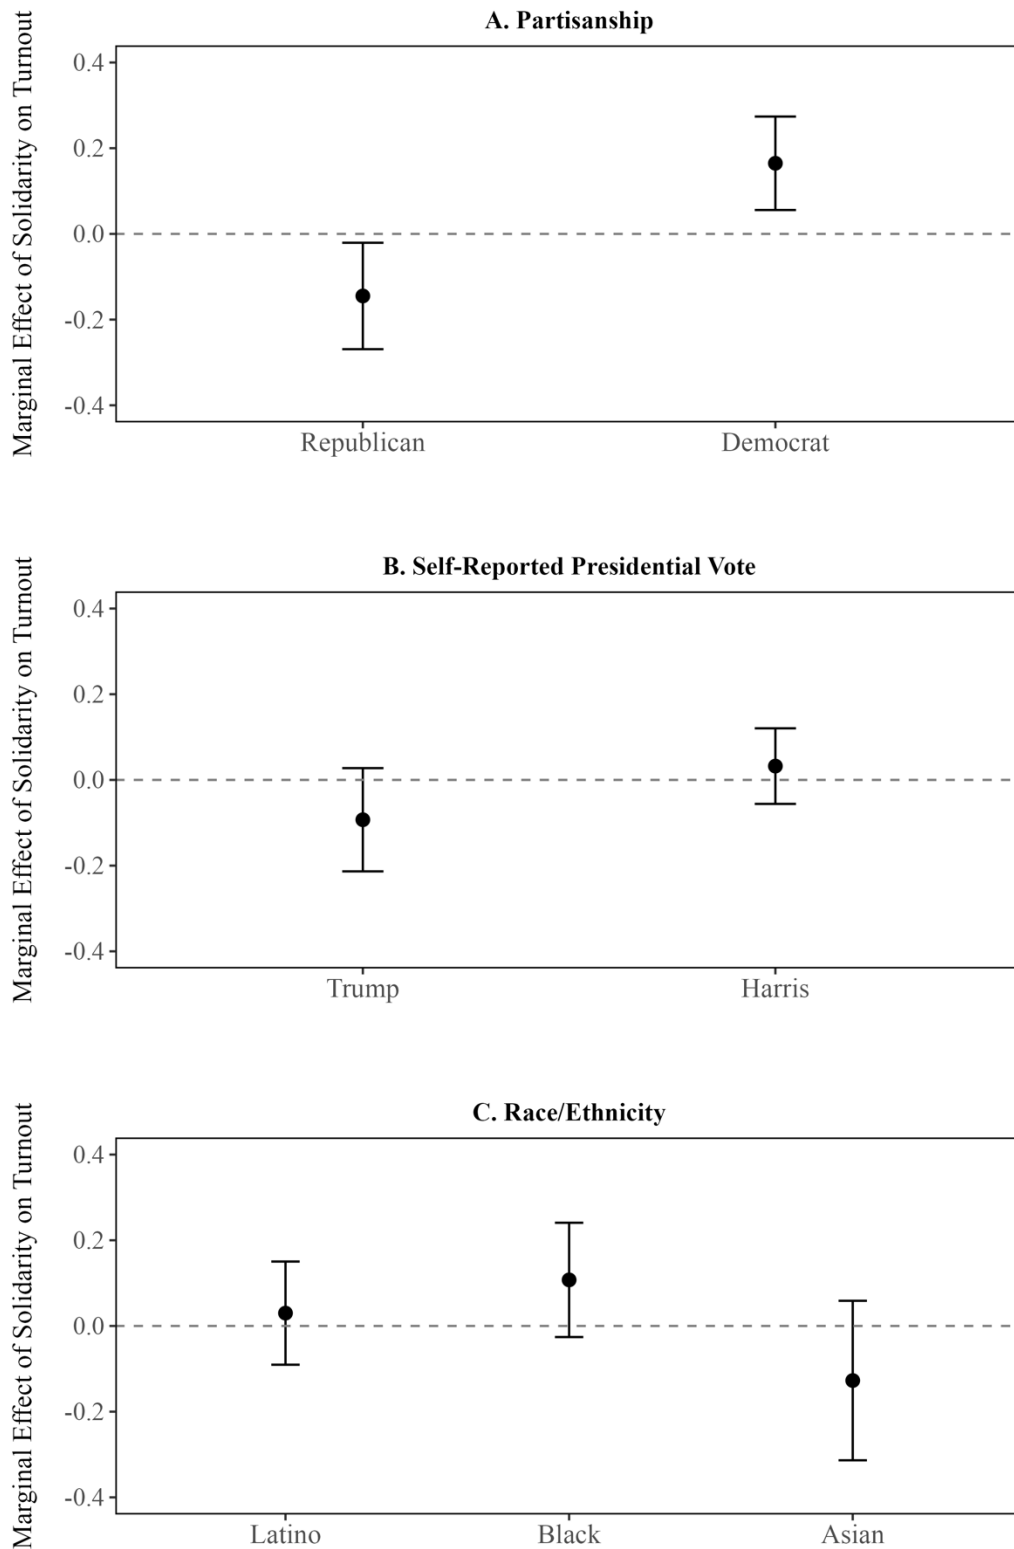 A. Partisanship
Marginal Effect of Solidarity on Turnout
0.4
0.2
0.0
-0.2
-0.4
Republican Democrat
B. Self-Reported Presidential Vote
Marginal Effect of Solidarity on Turnout
0.4
0.2
0.0
-0.2
-0.4
Trump Harris
C. Race/Ethnicity
Marginal Effect of Solidarity on Turnout
0.4
0.2
0.0
-0.2
-0.4
Latino Black Asian